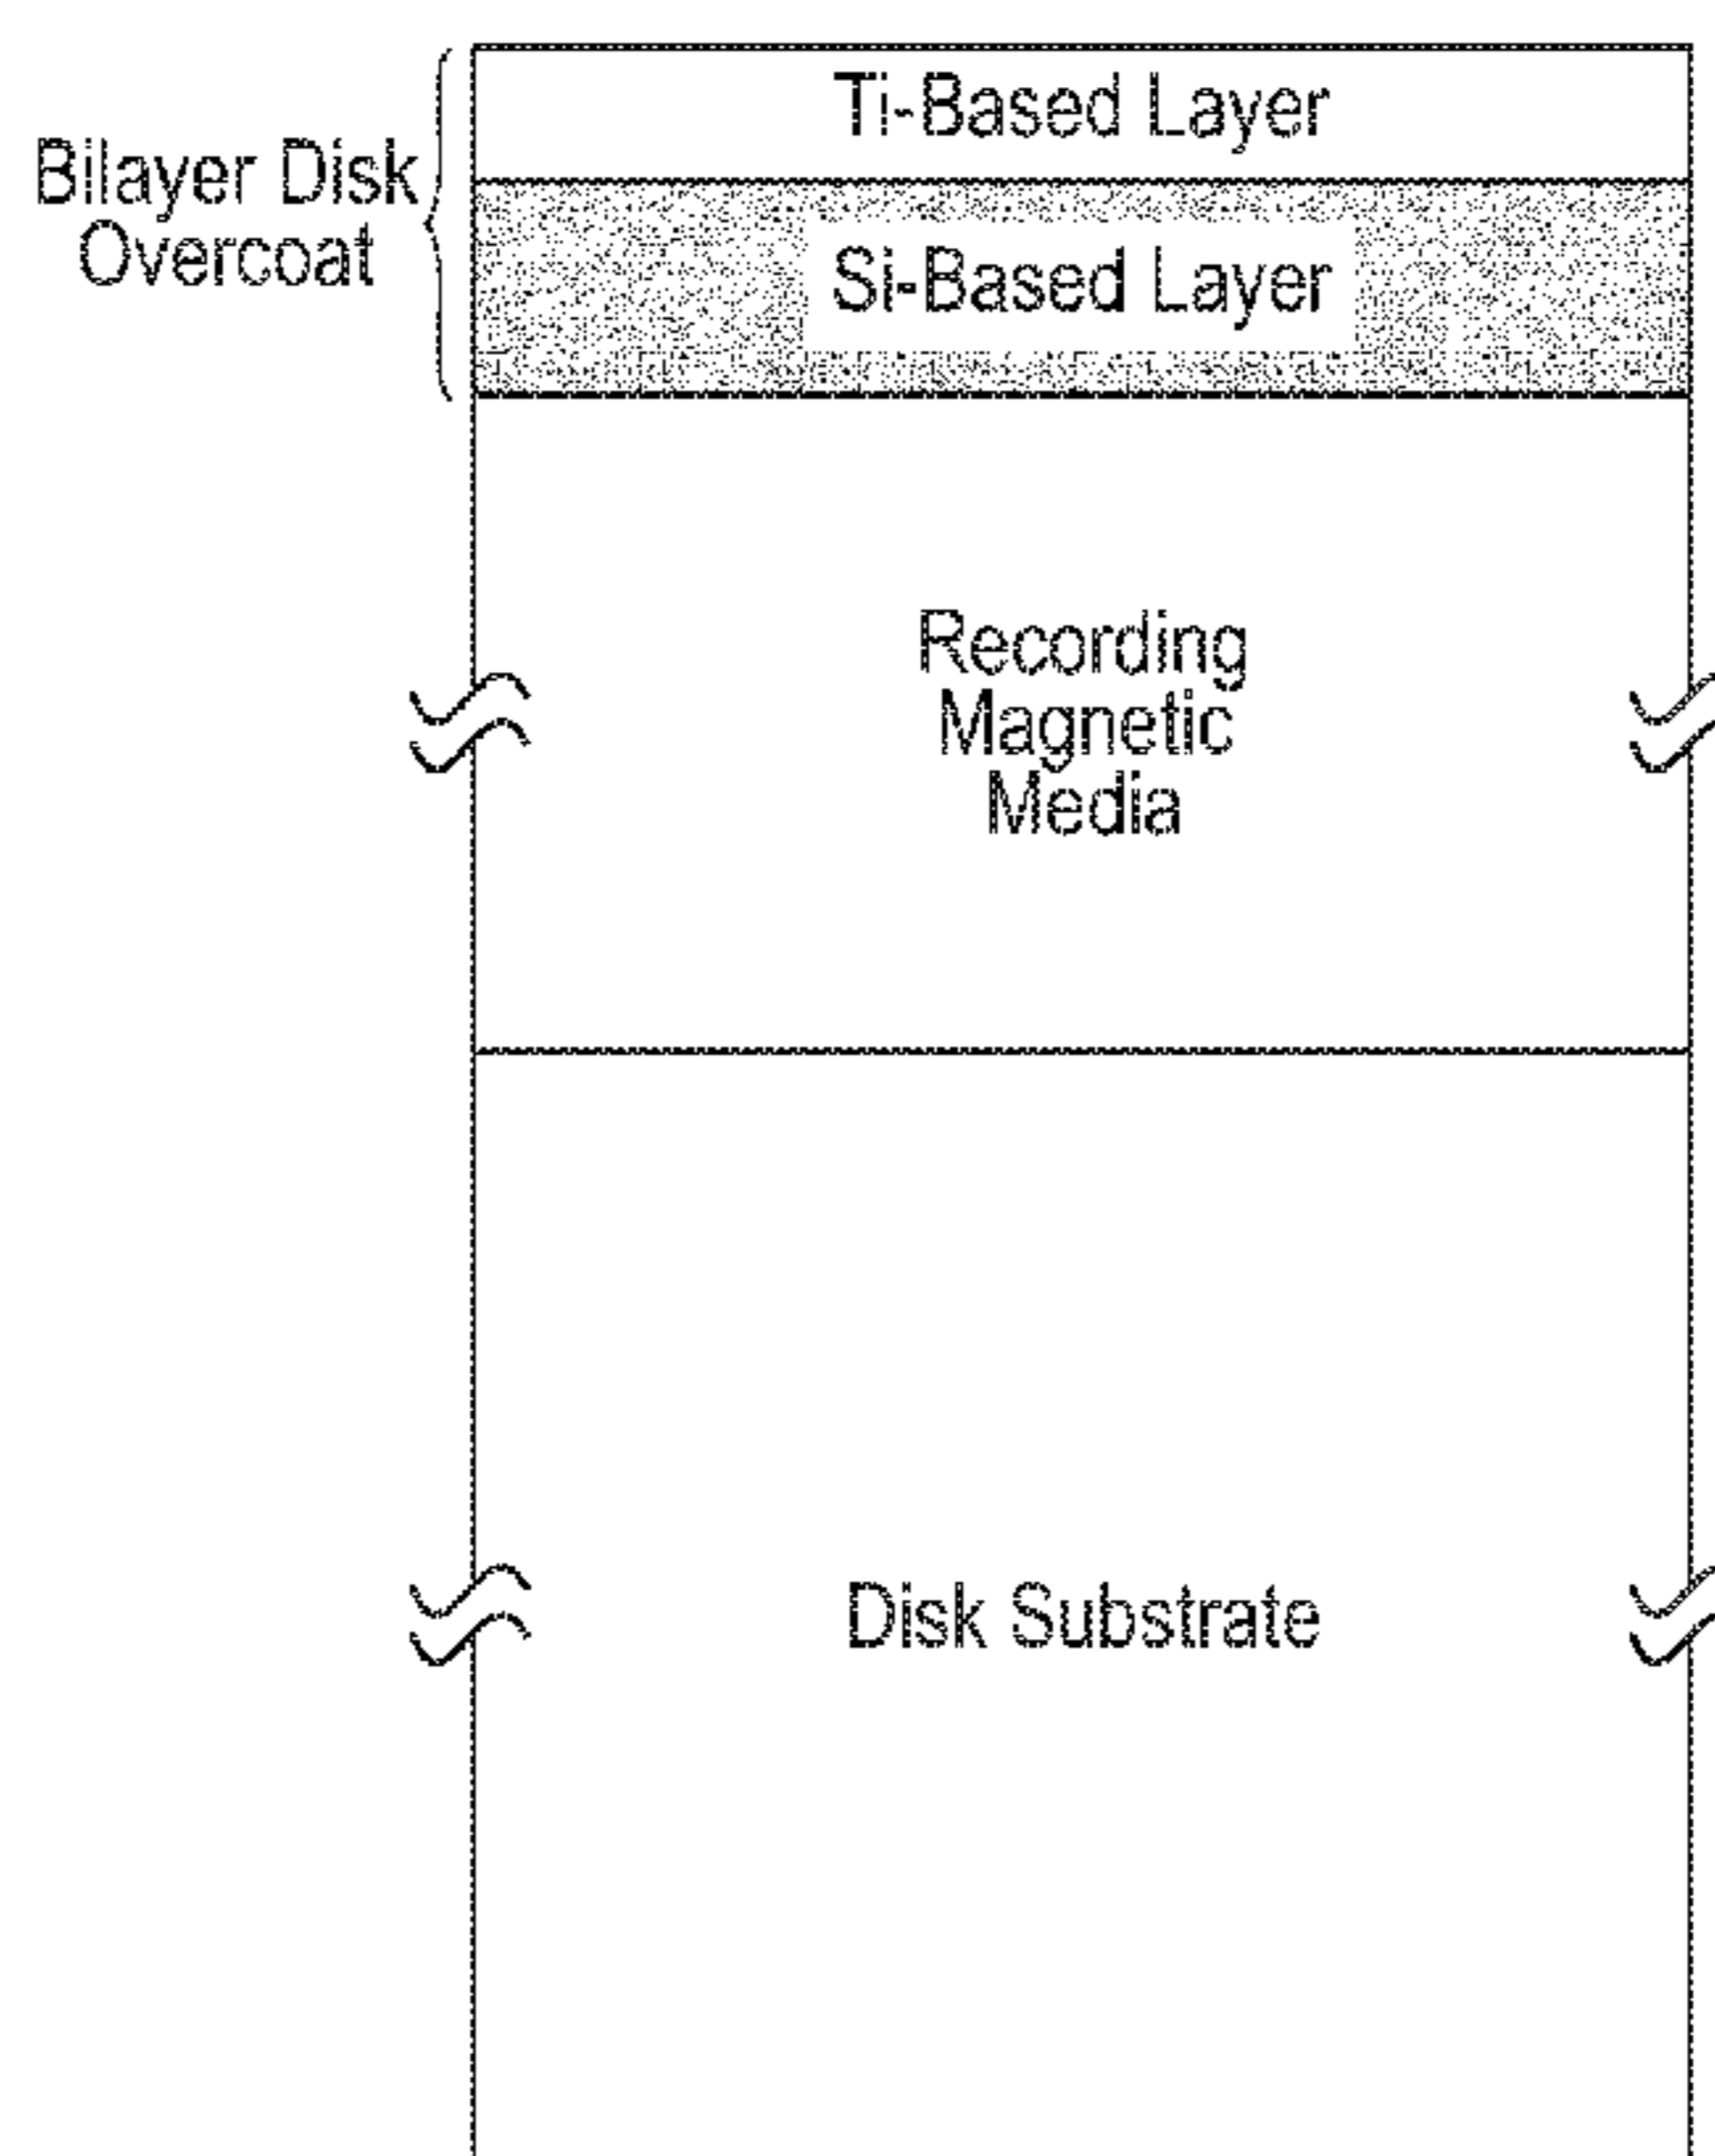 Ti-Based Layer
Bilayer Disk
Overcoat
Si-Based Layer
Recording
Magnetic
Media
Disk Substrate